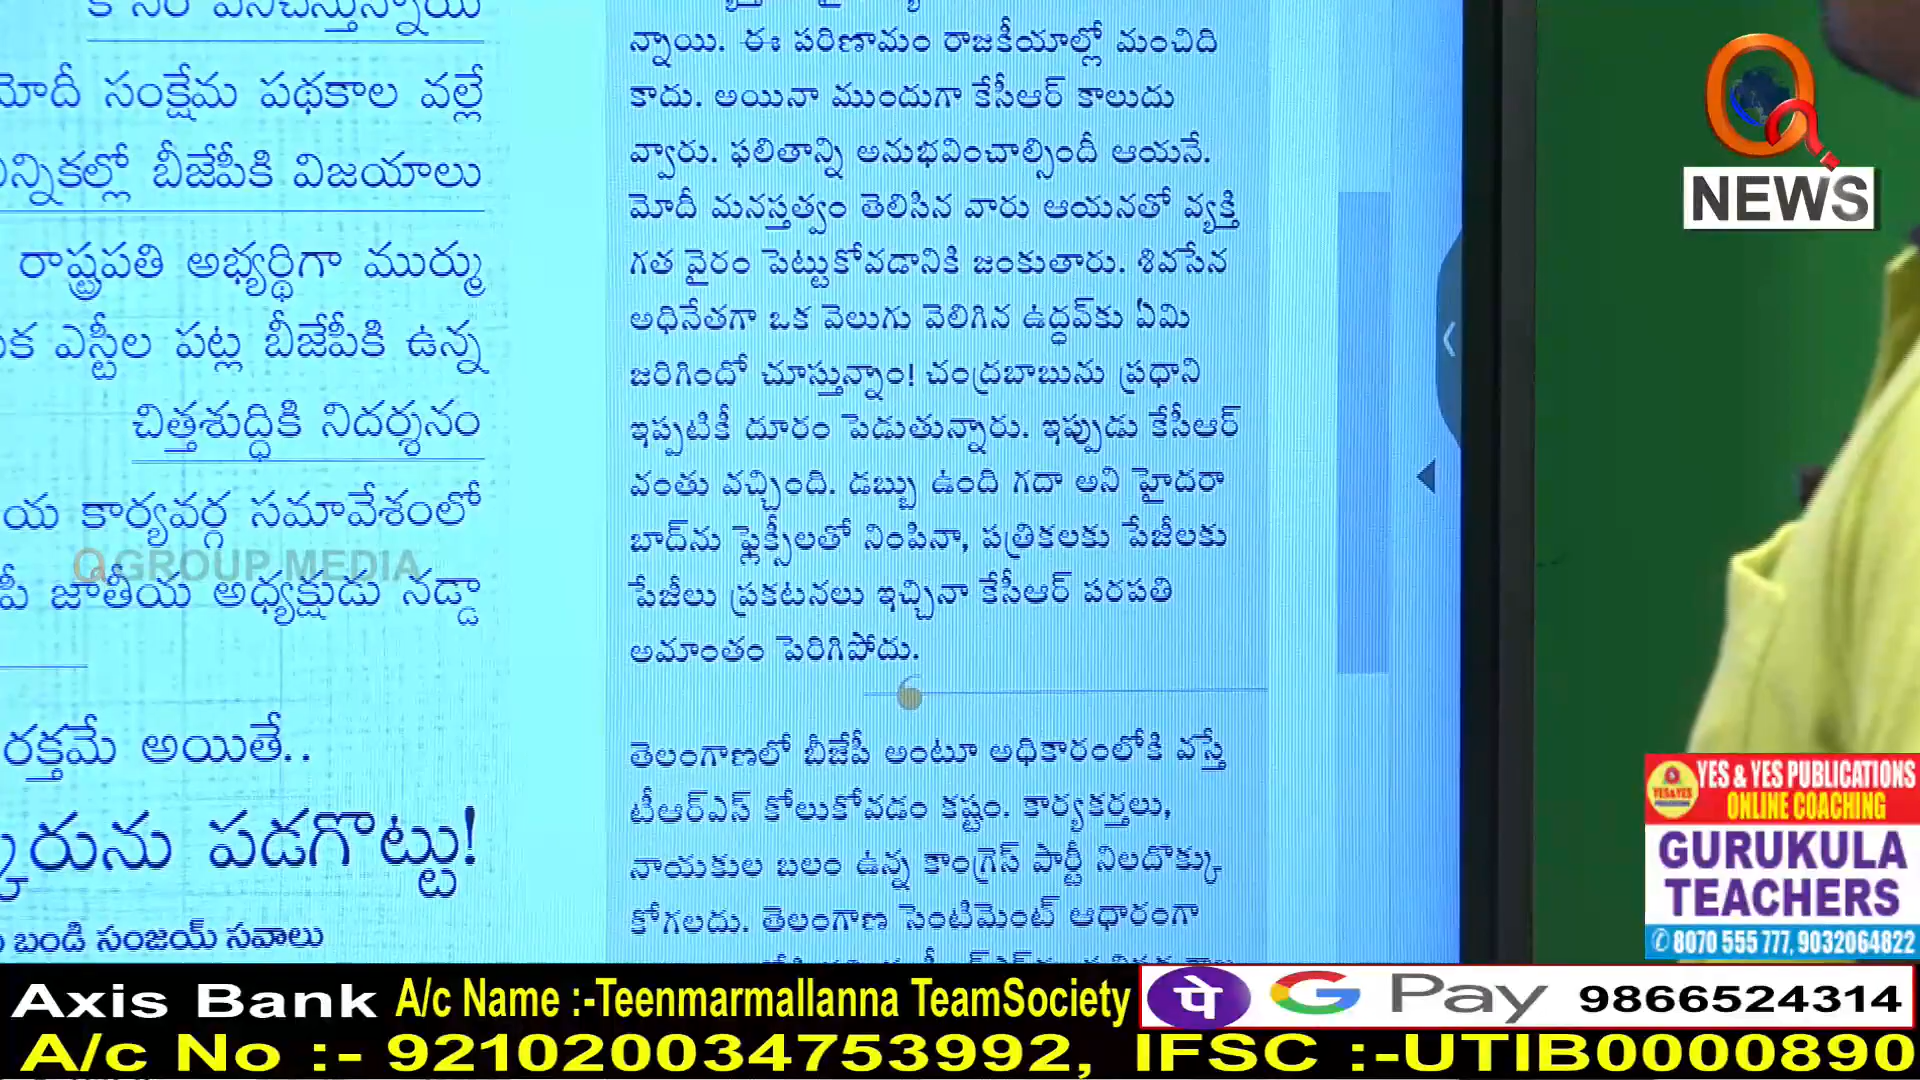 మోదీ సంక్షేమ పథకాల వల్లే
న్నికల్లో బీజేపీకి విజయాలు
రాష్ట్రపతి అభ్యర్థిగా ముర్ము
ఎస్టీల పట్ల బీజేపీకి ఉన్న
చిత్తశుద్ధికి నిదర్శనం
య కార్యవర్గ సమావేశంలో
QGROUP MEDIA
పీ జాతీయ అధ్యక్షుడు నడ్డా
రక్తమే అయితే..
రును పడగొట్టు!
బండి సంజయ్ సవాలు
న్నాయి. ఈ పరిణామం రాజకీయాల్లో మంచిది
కాదు. అయినా ముందుగా కేసీఆర్ కాలుదు
వ్వారు. ఫలితాన్ని అనుభవించాల్సిందీ ఆయనే.
మోదీ మనస్తత్వం తెలిసిన వారు ఆయనతో వ్యక్తి
గత వైరం పెట్టుకోవడానికి జంకుతారు. శివసేన
అధినేతగా ఒక వెలుగు వెలిగిన ఉద్ధవ్‌కు ఏమి
జరిగిందో చూస్తున్నాం! చంద్రబాబును ప్రధాని
ఇప్పటికీ దూరం పెడుతున్నారు. ఇప్పుడు కేసీఆర్
వంతు వచ్చింది. డబ్బు ఉంది గదా అని హైదరా
బాద్‌ను ఫ్లెక్సీలతో నింపినా, పత్రికలకు పేజీలకు
పేజీలు ప్రకటనలు ఇచ్చినా కేసీఆర్ పరపతి
అమాంతం పెరిగిపోదు.
తెలంగాణలో బీజేపీ అంటూ అధికారంలోకి వస్తే
టీఆర్ఎస్ కోలుకోవడం కష్టం. కార్యకర్తలు,
నాయకుల బలం ఉన్న కాంగ్రెస్ పార్టీ నిలదొక్కు
కోగలదు. తెలంగాణ సెంటిమెంట్ ఆధారంగా
Q
NEWS
YES & YES PUBLICATIONS
ONLINE COACHING
GURUKULA
TEACHERS
8070 555 777, 9032064822
Axis Bank A/c Name :-Teenmarmallanna TeamSociety
पे G Pay 9866524314
A/c No :- 921020034753992, IFSC :-UTIB0000890